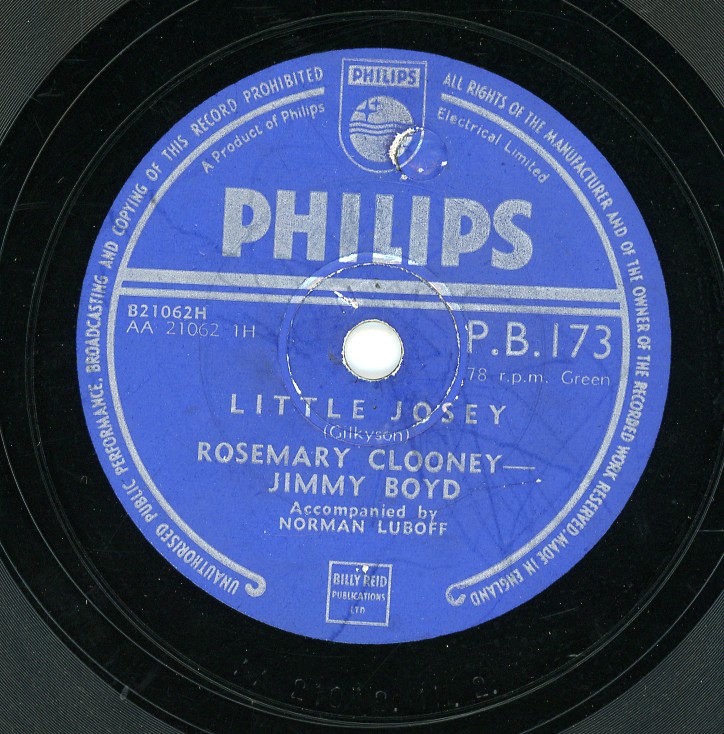 PHILIPS
UNAUTHORISED PUBLIC PERFORMANCE, BROADCASTING AND COPYING OF THIS RECORD PROHIBITED
ALL RIGHTS OF THE MANUFACTURER AND OF THE OWNER OF THE RECORDED WORK RESERVED MADE IN ENGLAND
A Product of Philips Electrical Limited
PHILIPS
B21062H
AA 21062 1H
P.B. 173
78 r.p.m. Green
LITTLE JOSEY
(Gilkyson)
ROSEMARY CLOONEY—
JIMMY BOYD
Accompanied by
NORMAN LUBOFF
BILLY REID
PUBLICATIONS
LTD